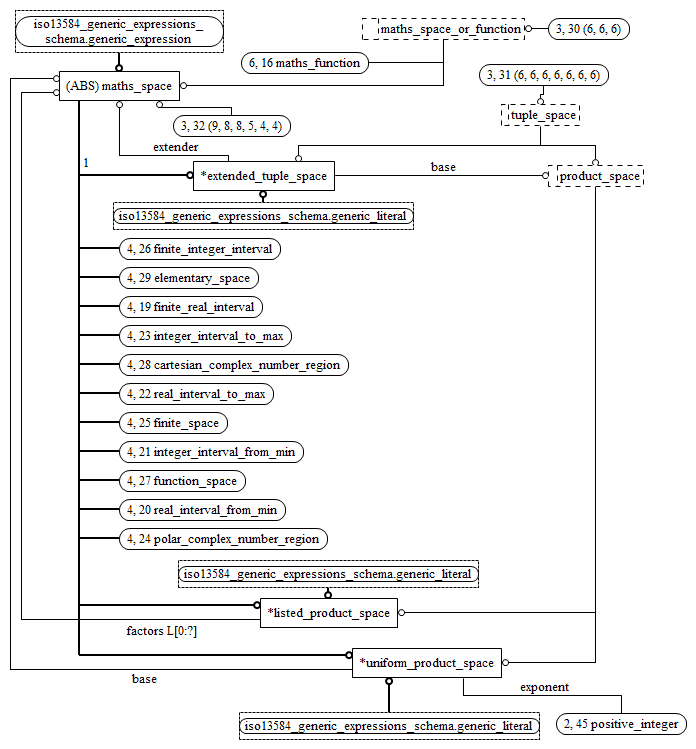 iso13584_generic_expressions_
schema.generic_expression
maths_space_or_function
3, 30 (6, 6, 6)
6, 16 maths_function
3, 31 (6, 6, 6, 6, 6, 6, 6)
(ABS) maths_space
tuple_space
3, 32 (9, 8, 8, 5, 4, 4)
extender
1
base
*extended_tuple_space
product_space
iso13584_generic_expressions_schema.generic_literal
4, 26 finite_integer_interval
4, 29 elementary_space
4, 19 finite_real_interval
4, 23 integer_interval_to_max
4, 28 cartesian_complex_number_region
4, 22 real_interval_to_max
4, 25 finite_space
4, 21 integer_interval_from_min
4, 27 function_space
4, 20 real_interval_from_min
4, 24 polar_complex_number_region
iso13584_generic_expressions_schema.generic_literal
*listed_product_space
factors L[0:?]
*uniform_product_space
base
exponent
iso13584_generic_expressions_schema.generic_literal
2, 45 positive_integer